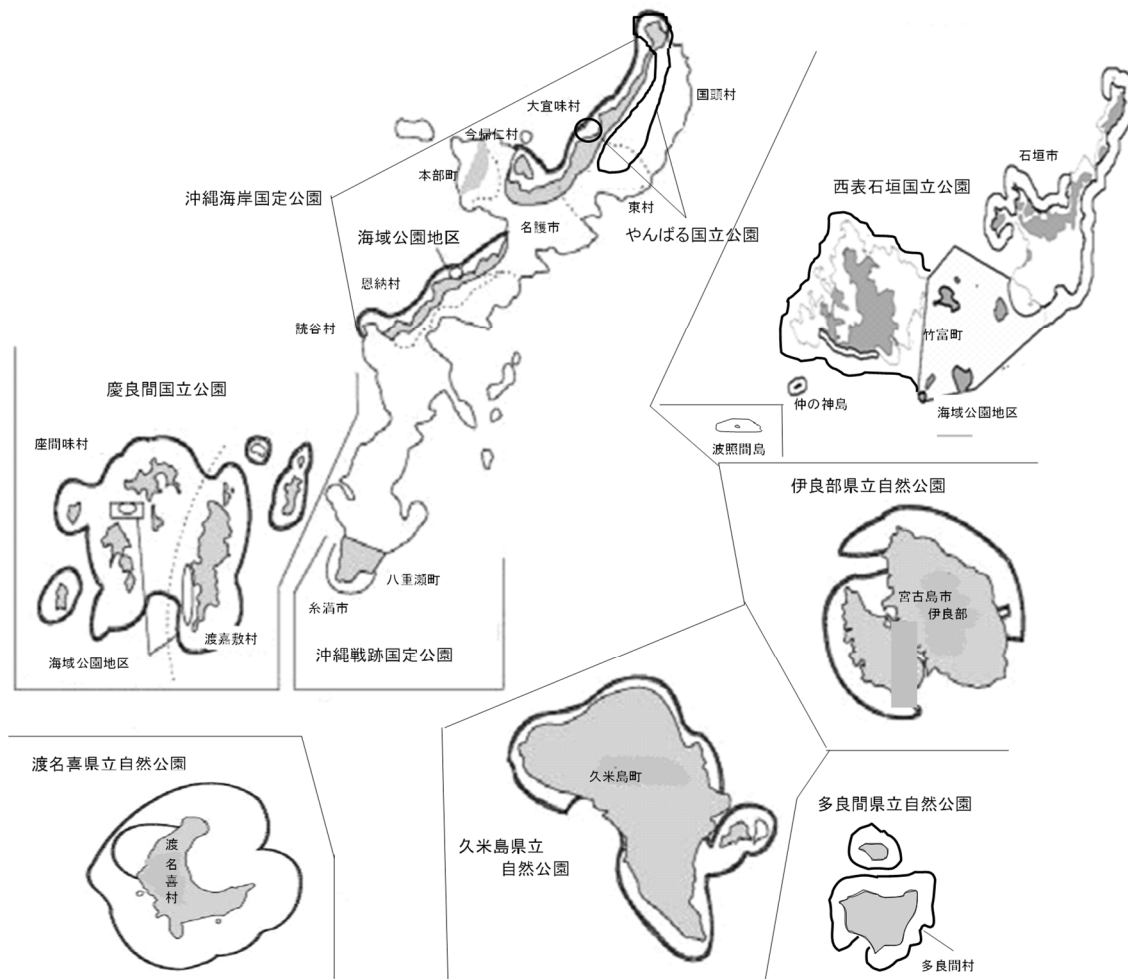 国頭村
大宜味村
今帰仁村
本部町
東村
名護市
やんばる国立公園
沖縄海岸国定公園
海域公園地区
恩納村
読谷村
石垣市
西表石垣国立公園
竹富町
仲の神島
海域公園地区
波照間島
慶良間国立公園
座間味村
渡嘉敷村
海域公園地区
八重瀬町
糸満市
沖縄戦跡国定公園
伊良部県立自然公園
宮古島市
伊良部
渡名喜県立自然公園
渡名喜村
久米島町
久米島県立
自然公園
多良間県立自然公園
多良間村